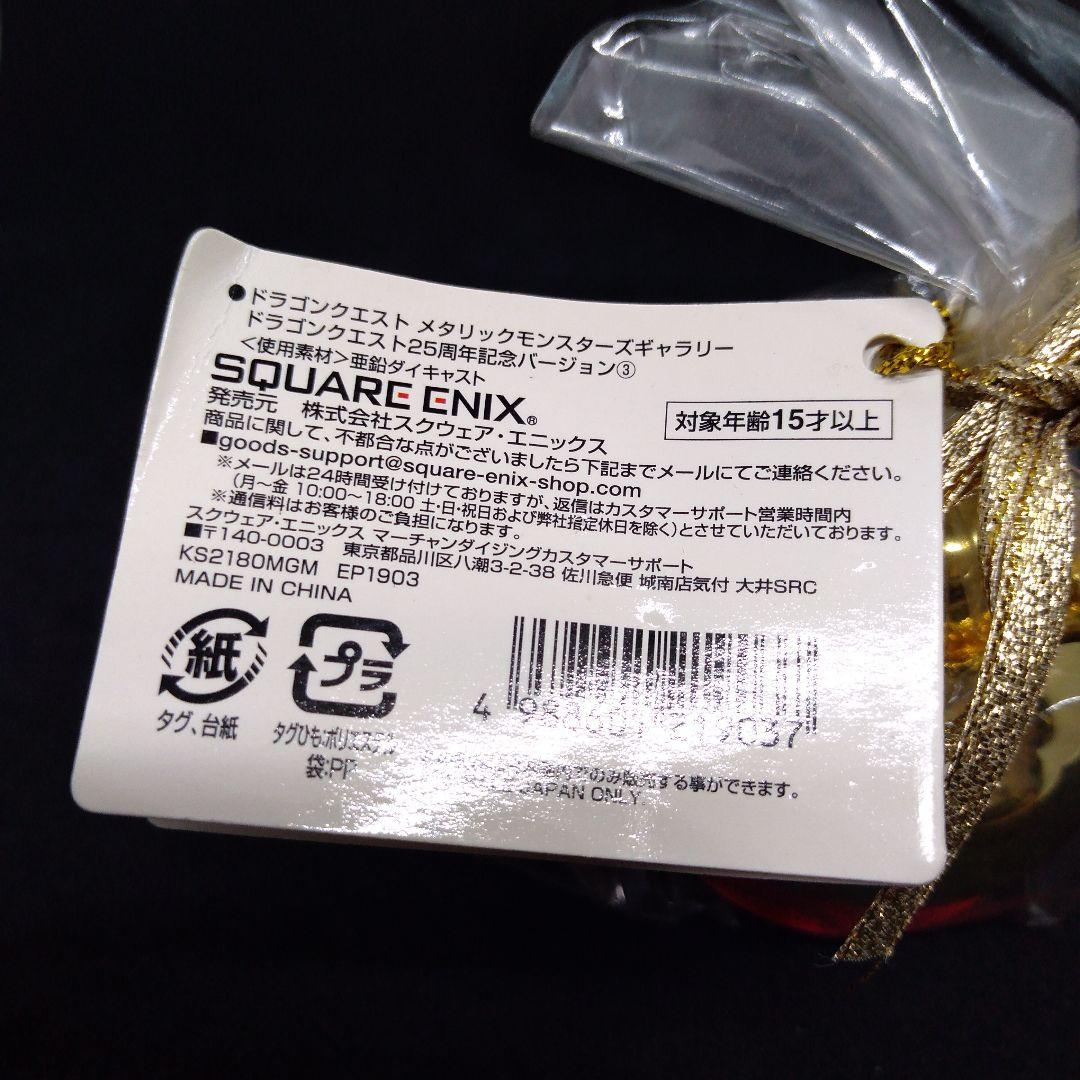 ●ドラゴンクエスト メタリックモンスターズギャラリー
ドラゴンクエスト25周年記念バージョン③
<使用素材>亜鉛ダイキャスト
SQUARE ENIX®
発売元 株式会社スクウェア・エニックス
対象年齢15才以上
商品に関して、不都合な点がございましたら下記までメールにてご連絡ください。
■goods-support@square-enix-shop.com
※メールは24時間受け付けておりますが、返信はカスタマーサポート営業時間内
(月~金 10:00~18:00 土・日・祝日および弊社指定休日を除く)とさせていただいております。
※通信料はお客様のご負担になります。
スクウェア・エニックス マーチャンダイジングカスタマーサポート
■〒140-0003 東京都品川区八潮3-2-38 佐川急便 城南店気付 大井SRC
KS2180MGM EP1903
MADE IN CHINA
紙
タグ、台紙
プラ
タグひも:ポリエステル
袋:PP
4
のみ販売する事ができます。
JAPAN ONLY.